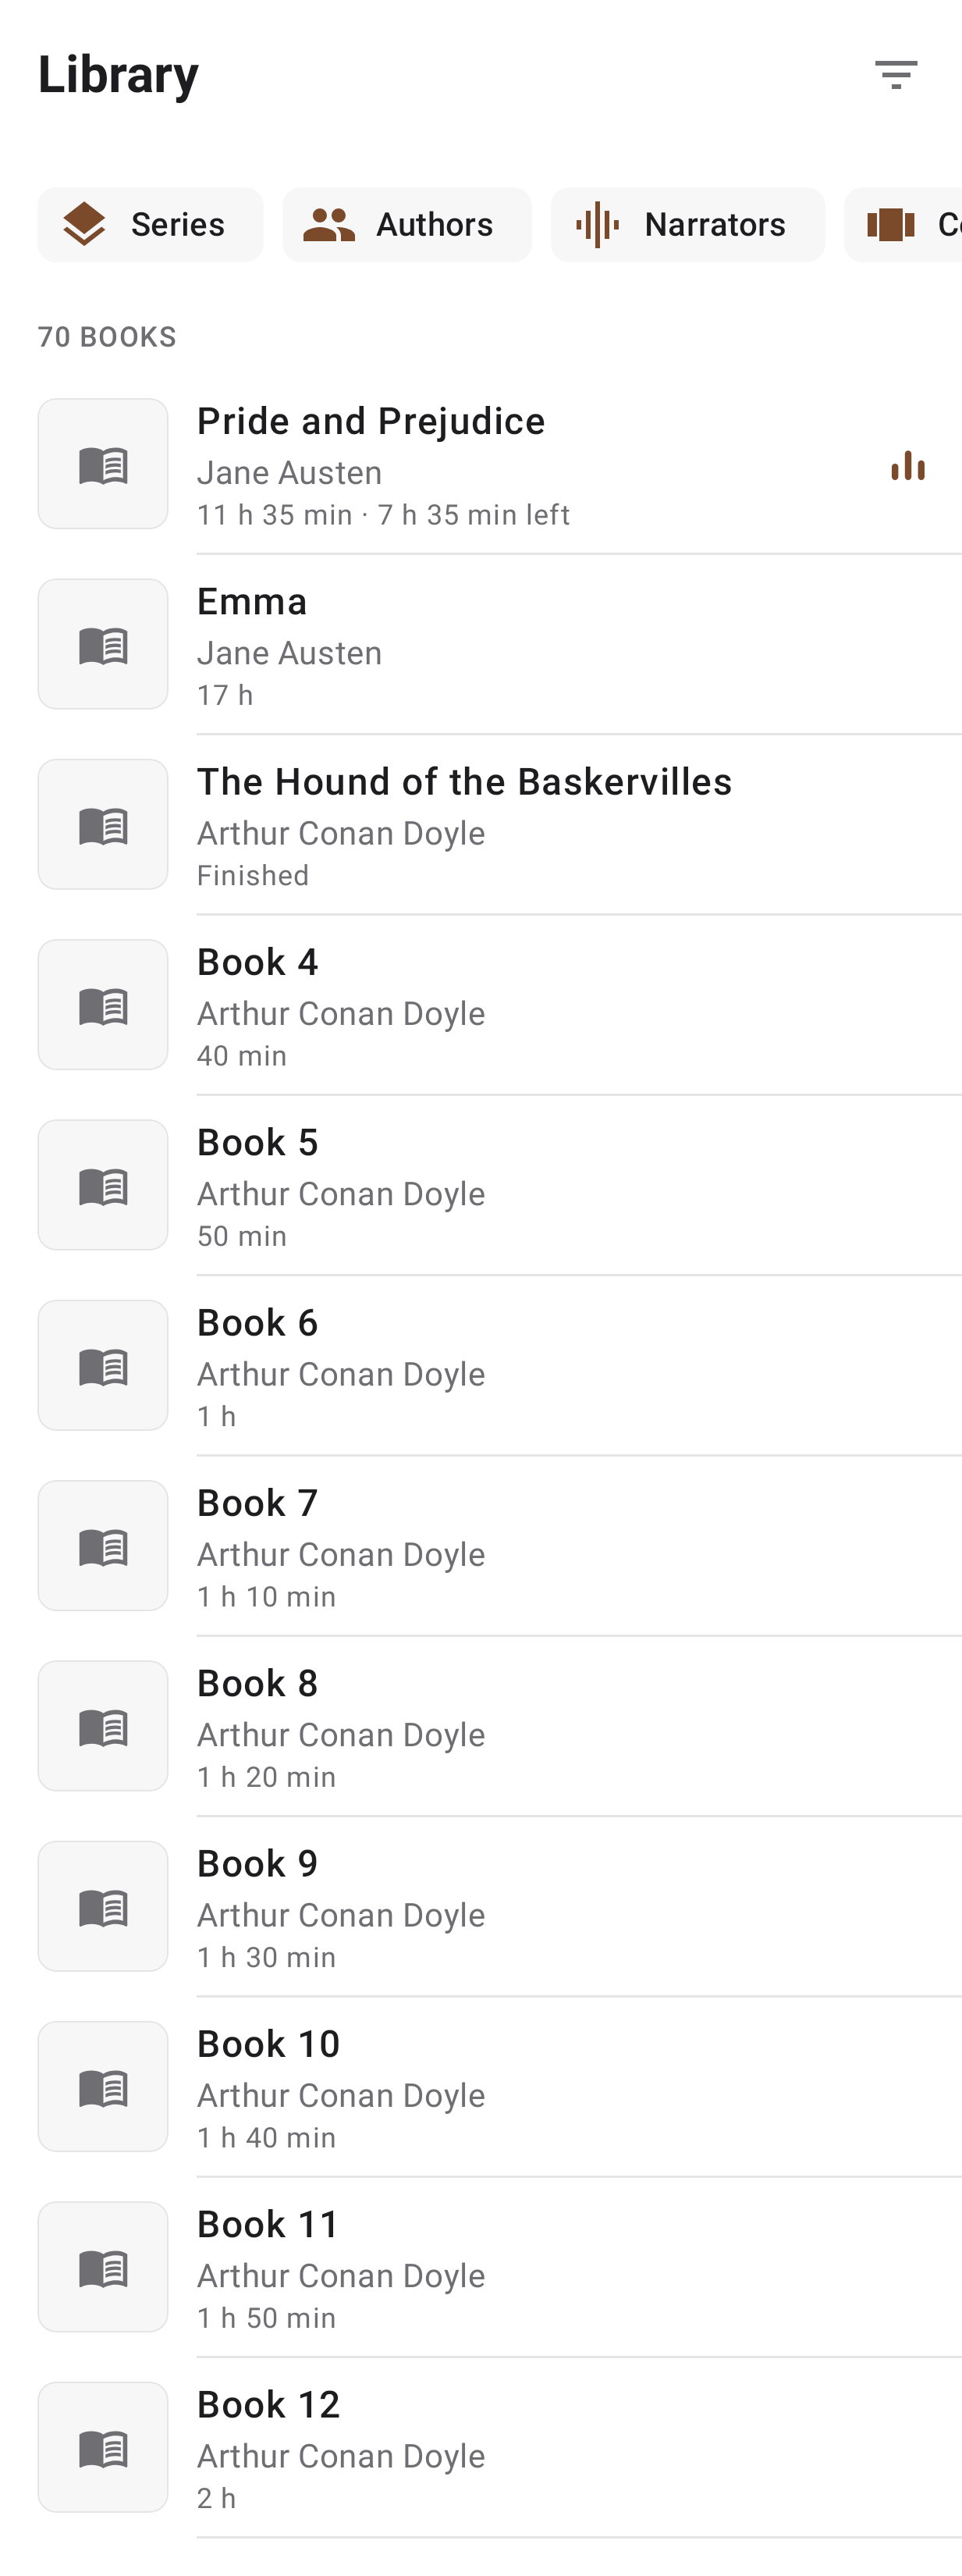 Library
Series
Authors
Narrators
70 BOOKS
Pride and Prejudice
Jane Austen
11 h 35 min · 7 h 35 min left
Emma
Jane Austen
17 h
The Hound of the Baskervilles
Arthur Conan Doyle
Finished
Book 4
Arthur Conan Doyle
40 min
Book 5
Arthur Conan Doyle
50 min
Book 6
Arthur Conan Doyle
1 h
Book 7
Arthur Conan Doyle
1 h 10 min
Book 8
Arthur Conan Doyle
1 h 20 min
Book 9
Arthur Conan Doyle
1 h 30 min
Book 10
Arthur Conan Doyle
1 h 40 min
Book 11
Arthur Conan Doyle
1 h 50 min
Book 12
Arthur Conan Doyle
2 h